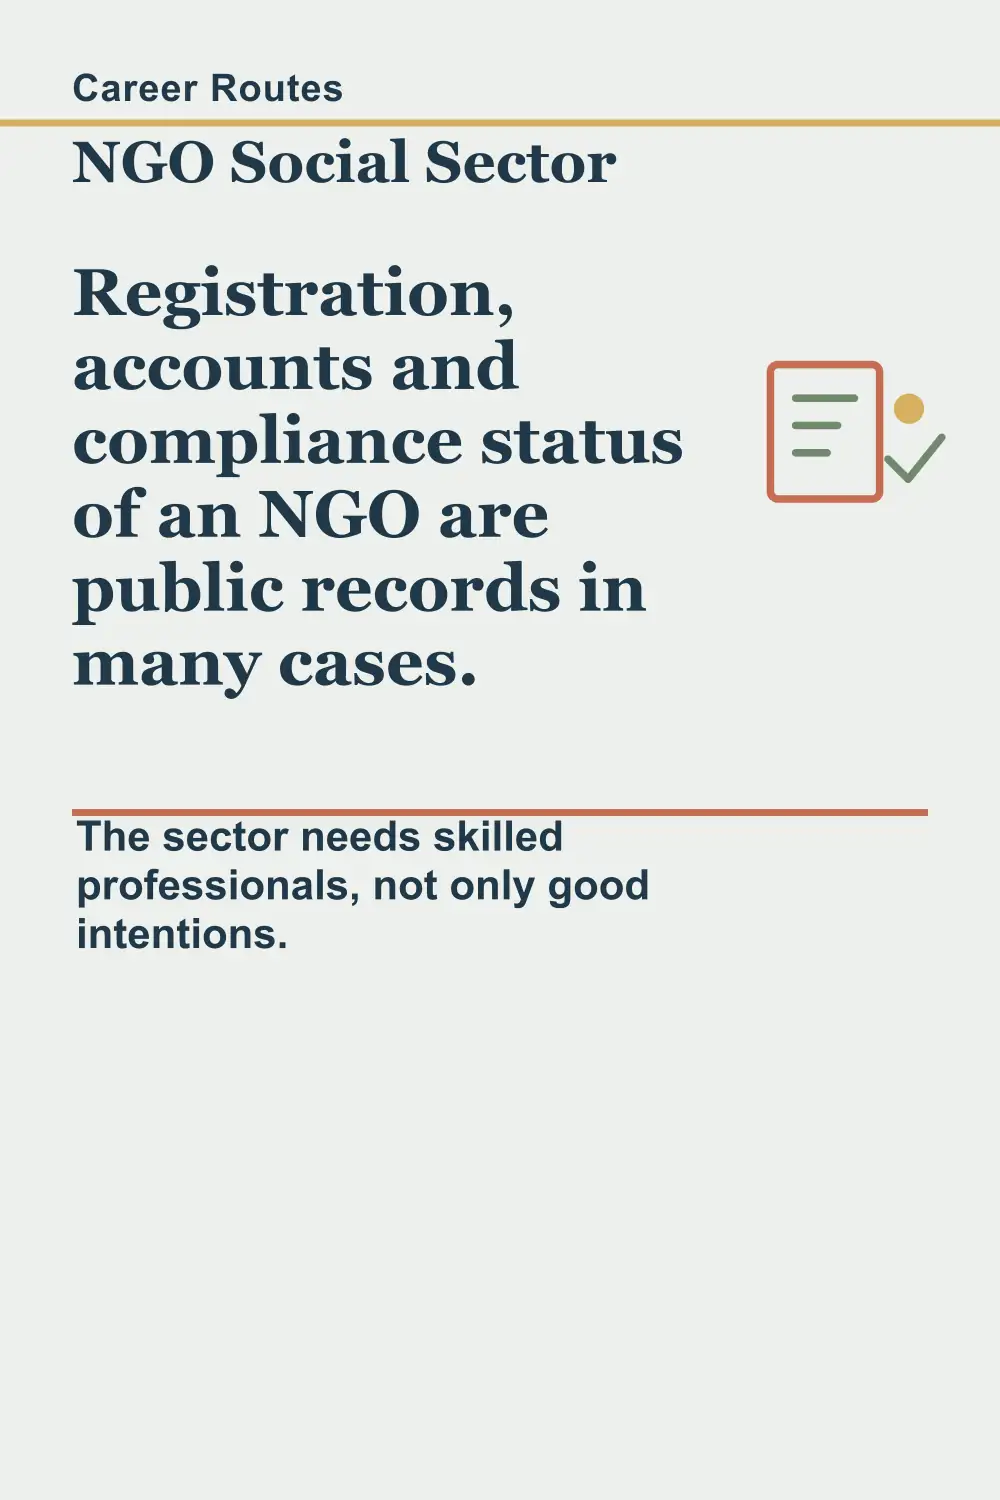 Career Routes
NGO Social Sector
Registration,
accounts and
compliance status
of an NGO are
public records in
many cases.
The sector needs skilled
professionals, not only good
intentions.